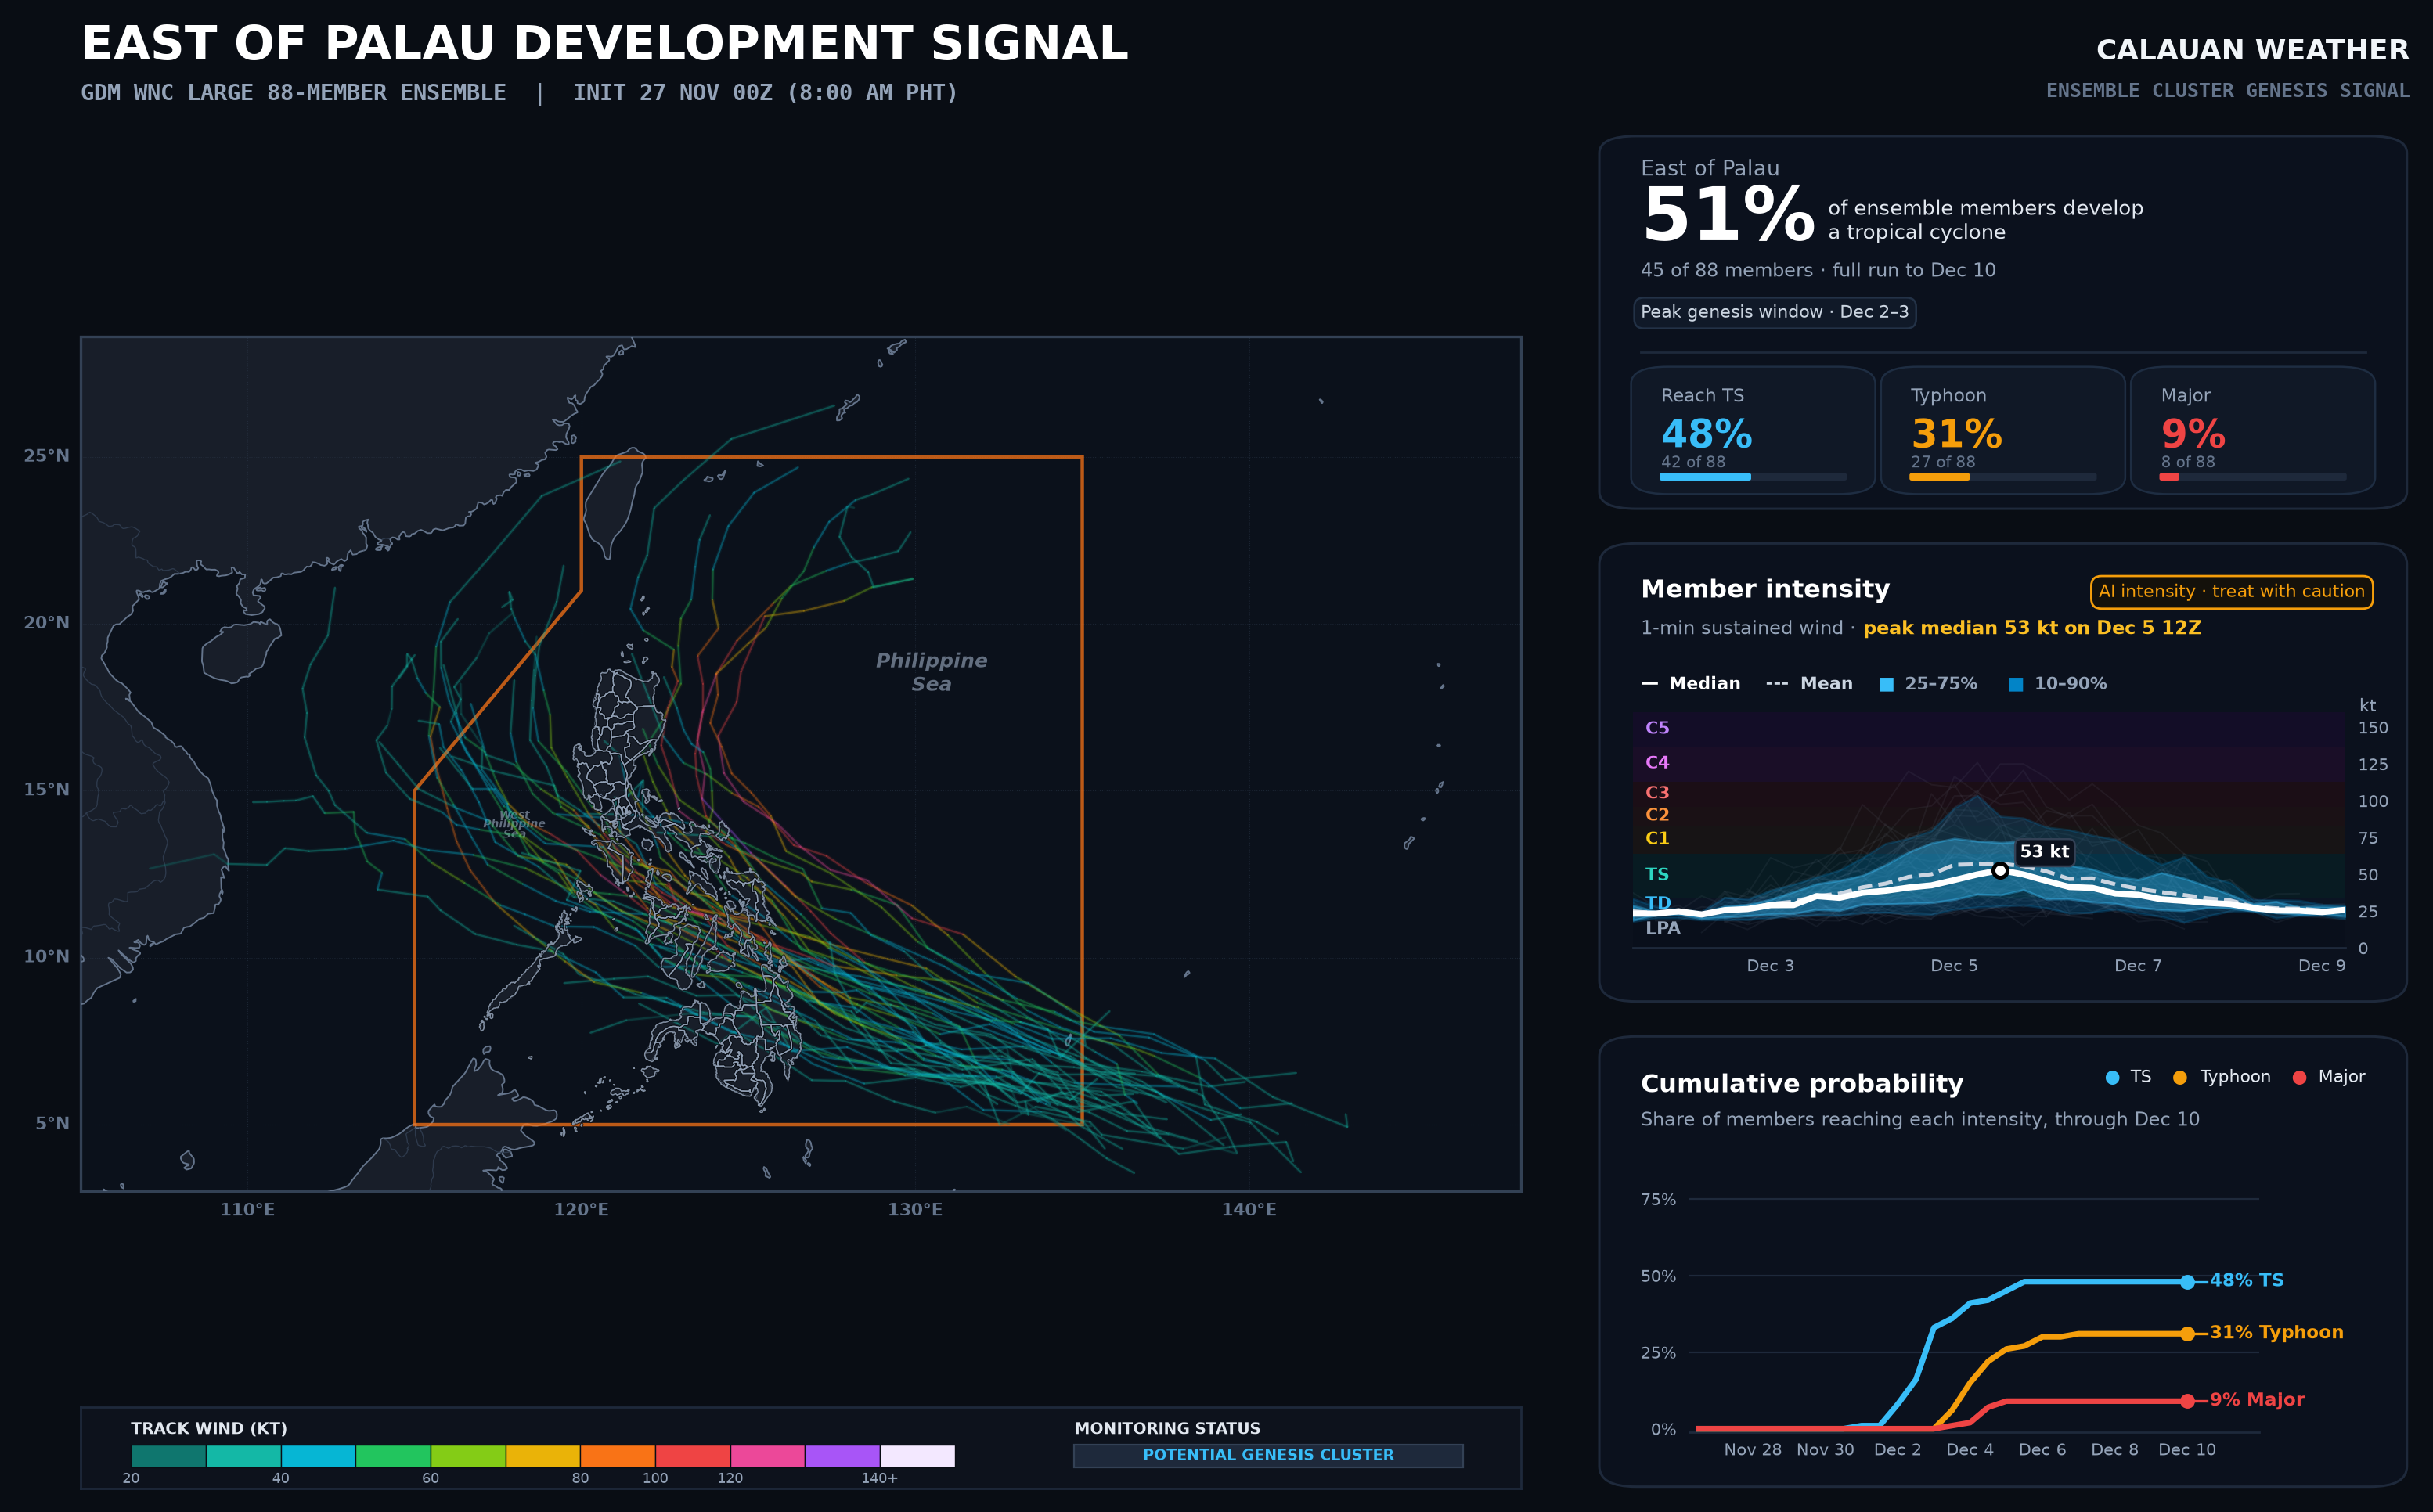 EAST OF PALAU DEVELOPMENT SIGNAL
GDM WNC LARGE 88-MEMBER ENSEMBLE | INIT 27 NOV 00Z (8:00 AM PHT)
CALAUAN WEATHER
ENSEMBLE CLUSTER GENESIS SIGNAL
25°N
20°N
15°N
10°N
5°N
110°E
120°E
130°E
140°E
Philippine
Sea
West
Philippine
Sea
TRACK WIND (KT)
20
40
60
80
100
120
140+
MONITORING STATUS
POTENTIAL GENESIS CLUSTER
East of Palau
51%
of ensemble members develop
a tropical cyclone
45 of 88 members · full run to Dec 10
Peak genesis window · Dec 2–3
Reach TS
48%
42 of 88
Typhoon
31%
27 of 88
Major
9%
8 of 88
Member intensity
AI intensity · treat with caution
1-min sustained wind · peak median 53 kt on Dec 5 12Z
Median
Mean
25–75%
10–90%
kt
C5
C4
C3
C2
C1
TS
TD
LPA
150
125
100
75
50
25
0
53 kt
Dec 3
Dec 5
Dec 7
Dec 9
Cumulative probability
TS
Typhoon
Major
Share of members reaching each intensity, through Dec 10
75%
50%
25%
0%
48% TS
31% Typhoon
9% Major
Nov 28
Nov 30
Dec 2
Dec 4
Dec 6
Dec 8
Dec 10